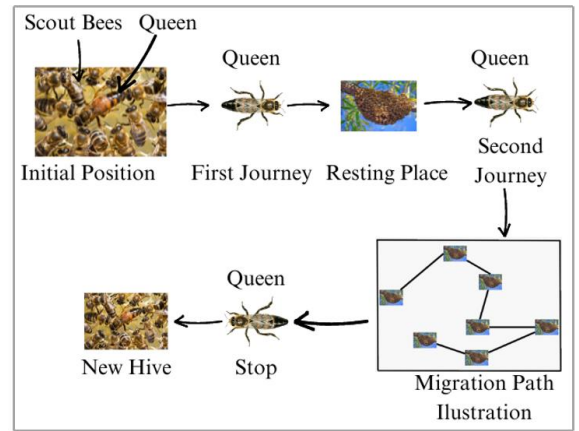 Scout Bees
Queen
Queen
Queen
Initial Position
First Journey
Resting Place
Second
Journey
Queen
New Hive
Stop
Migration Path
Ilustration